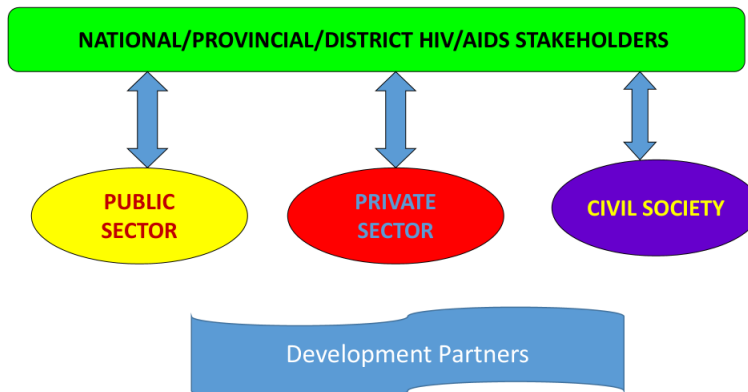 NATIONAL/PROVINCIAL/DISTRICT HIV/AIDS STAKEHOLDERS
PUBLIC
SECTOR
PRIVATE
SECTOR
CIVIL SOCIETY
Development Partners